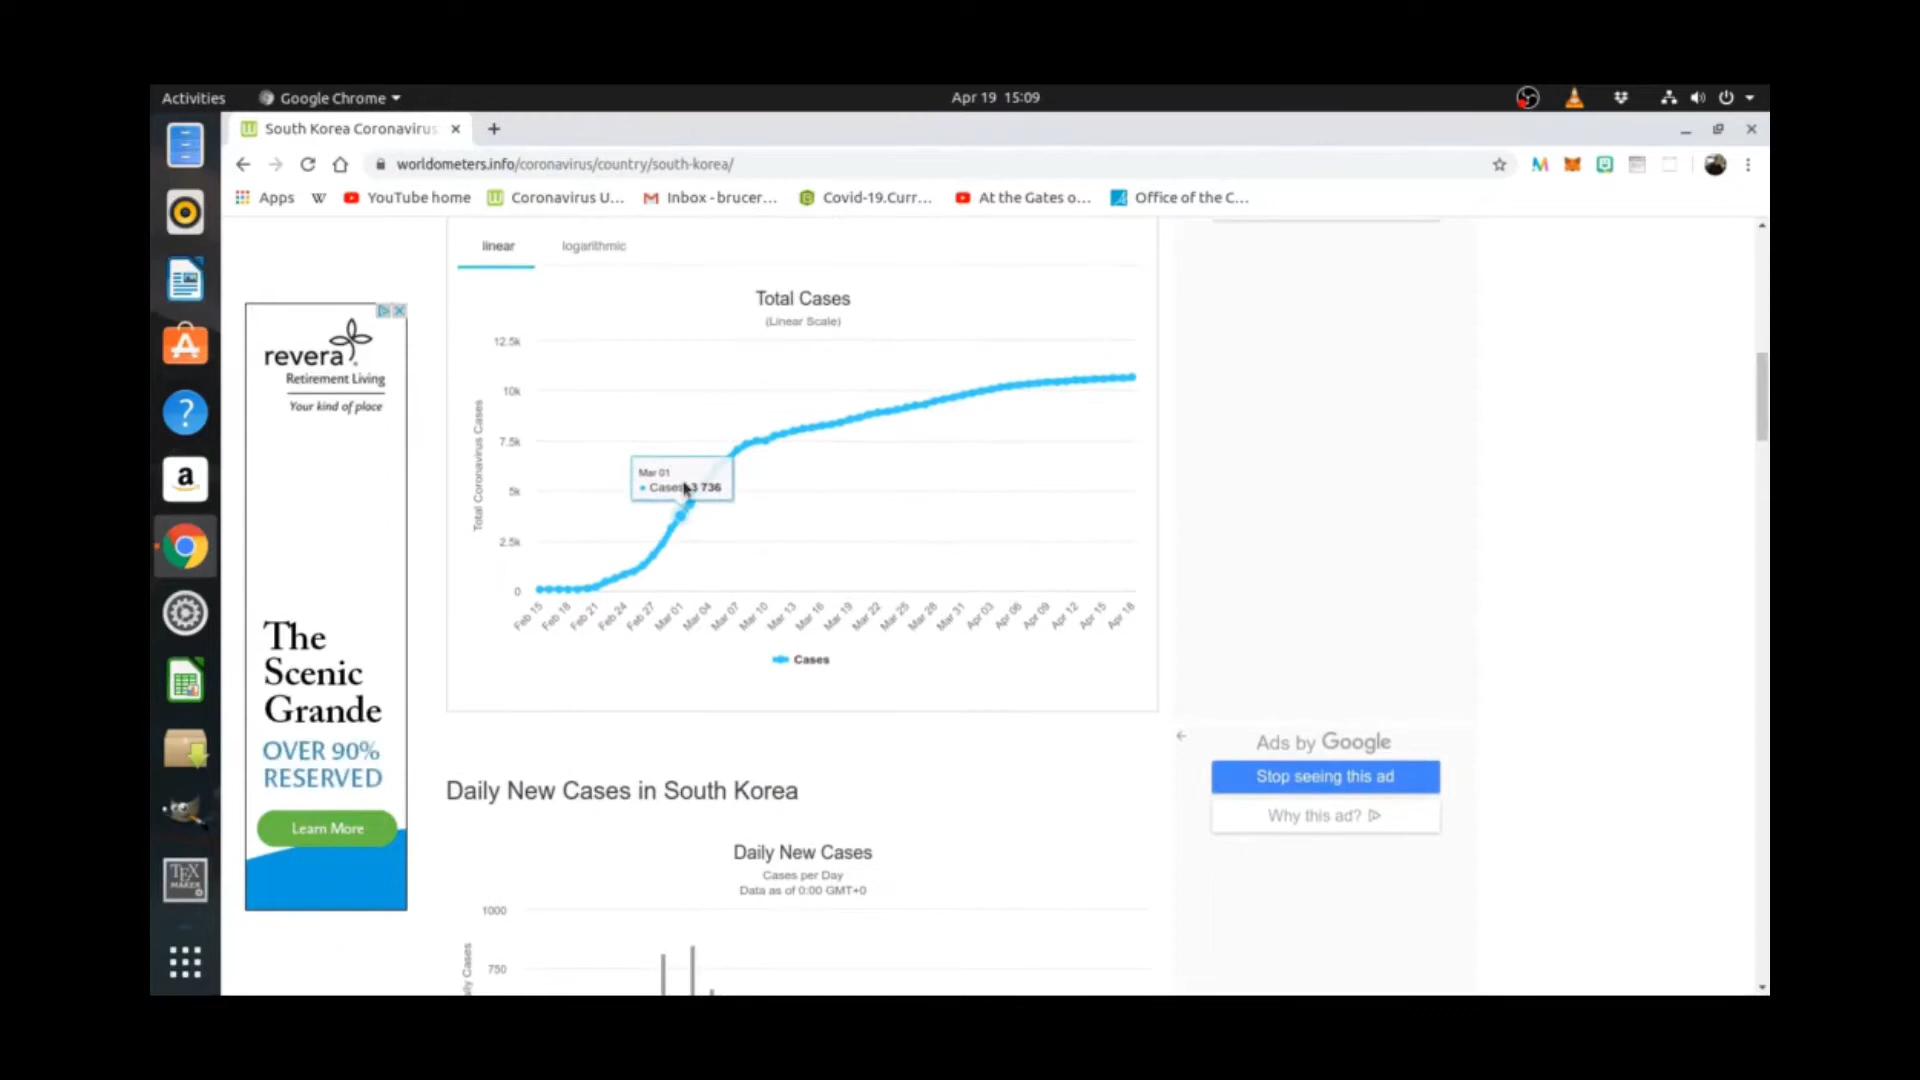 Activities
Google Chrome
Apr 19 15:09
South Korea Coronavirus
worldometers.info/coronavirus/country/south-korea/
Apps
W
YouTube home
Coronavirus U...
Inbox - brucer...
Covid-19.Curr...
At the Gates o...
Office of the C...
linear
logarithmic
Total Cases
(Linear Scale)
Total Coronavirus Cases
12.5k
10k
7.5k
5k
2.5k
0
Mar 01
Cases 3 736
Feb 15
Feb 18
Feb 21
Feb 24
Feb 27
Mar 01
Mar 04
Mar 07
Mar 10
Mar 13
Mar 16
Mar 19
Mar 22
Mar 25
Mar 28
Mar 31
Apr 03
Apr 06
Apr 09
Apr 12
Apr 15
Apr 18
Cases
revera
Retirement Living
Your kind of place
The
Scenic
Grande
OVER 90%
RESERVED
Learn More
Daily New Cases in South Korea
Daily New Cases
Cases per Day
Data as of 0:00 GMT+0
1000
750
Cases
Ads by Google
Stop seeing this ad
Why this ad?
a
TEX
MAKER